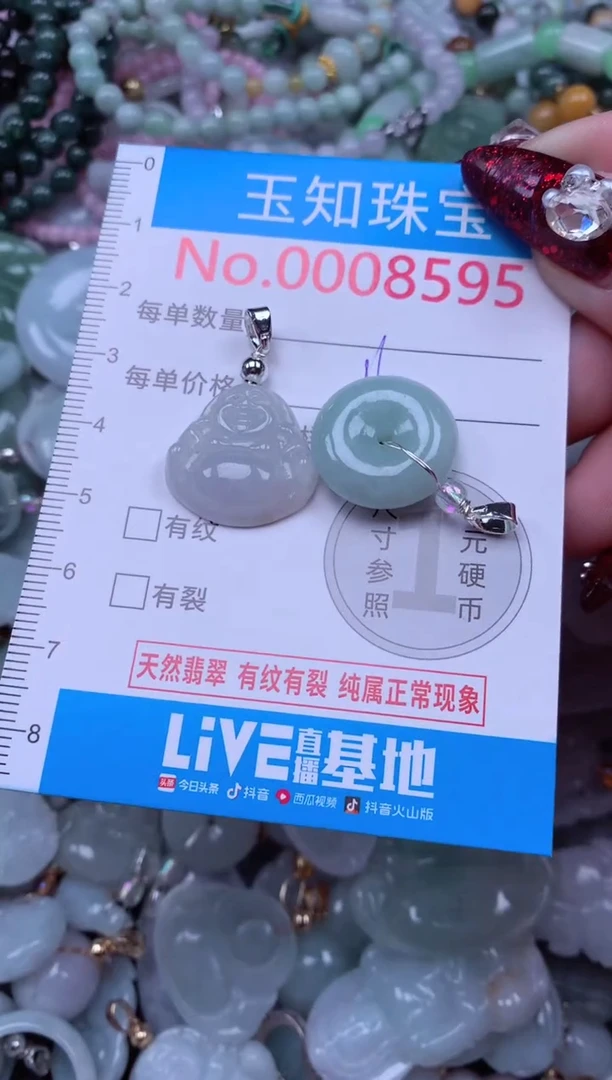 玉知珠宝
No.0008595
每单数量
每单价格
有纹
元硬币
寸参照
1
有裂
天然翡翠 有纹有裂 纯属正常现象
LiVE直播基地
头条 今日头条 抖音 西瓜视频 抖音火山版
0
1
2
3
4
5
6
7
8